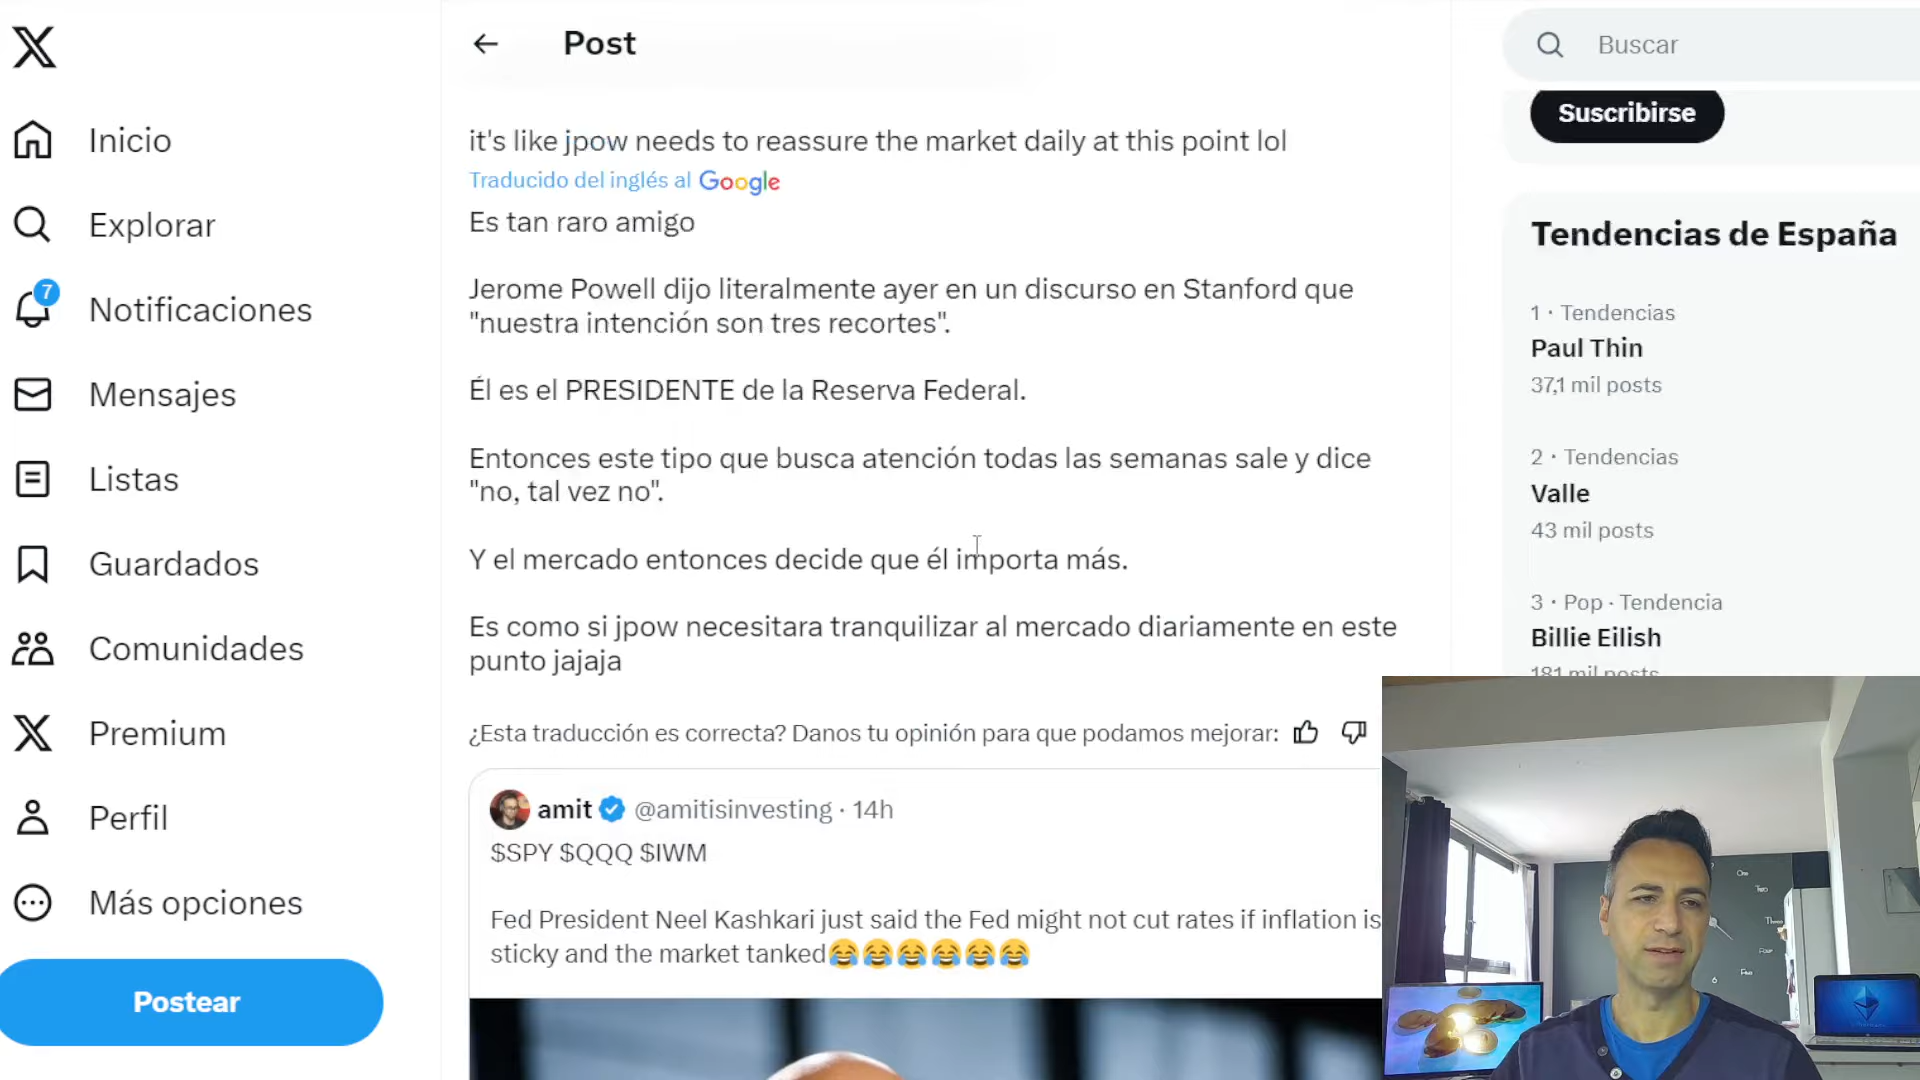 Post
Buscar
Suscribirse
Inicio
Explorar
7
Notificaciones
Mensajes
Listas
Guardados
Comunidades
Premium
Perfil
Más opciones
Postear
it's like jpow needs to reassure the market daily at this point lol
Traducido del inglés al Google
Es tan raro amigo
Jerome Powell dijo literalmente ayer en un discurso en Stanford que
"nuestra intención son tres recortes".
Él es el PRESIDENTE de la Reserva Federal.
Entonces este tipo que busca atención todas las semanas sale y dice
"no, tal vez no".
Y el mercado entonces decide que él importa más.
Es como si jpow necesitara tranquilizar al mercado diariamente en este
punto jajaja
¿Esta traducción es correcta? Danos tu opinión para que podamos mejorar:
amit @amitisinvesting · 14h
$SPY $QQQ $IWM
Fed President Neel Kashkari just said the Fed might not cut rates if inflation is
sticky and the market tanked😂😂😂😂😂😂
Tendencias de España
1 · Tendencias
Paul Thin
37,1 mil posts
2 · Tendencias
Valle
43 mil posts
3 · Pop · Tendencia
Billie Eilish
181 mil posts